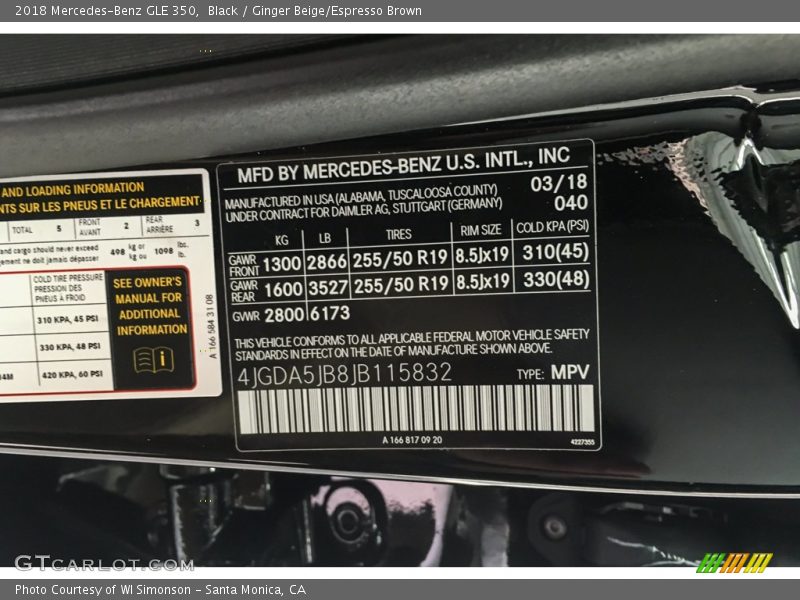 2018 Mercedes-Benz GLE 350,  Black / Ginger Beige/Espresso Brown
AND LOADING INFORMATION
NTS SUR LES PNEUS ET LE CHARGEMENT
TOTAL 5 FRONT AVANT 2 REAR ARRIÈRE 3
and cargo should never exceed
gement ne doit jamais dépasser
498 kg or kg ou 1098 lbs. lb.
COLD TIRE PRESSURE
PRESSION DES
PNEUS À FROID
310 KPA, 45 PSI
330 KPA, 48 PSI
420 KPA, 60 PSI
SEE OWNER'S
MANUAL FOR
ADDITIONAL
INFORMATION
A 166 584 31 08
MFD BY MERCEDES-BENZ U.S. INTL., INC
MANUFACTURED IN USA (ALABAMA, TUSCALOOSA COUNTY)
UNDER CONTRACT FOR DAIMLER AG, STUTTGART (GERMANY)
03/18
040
KG LB TIRES RIM SIZE COLD KPA (PSI)
GAWR FRONT 1300 2866 255/50 R19 8.5Jx19 310(45)
GAWR REAR 1600 3527 255/50 R19 8.5Jx19 330(48)
GVWR 2800 6173
THIS VEHICLE CONFORMS TO ALL APPLICABLE FEDERAL MOTOR VEHICLE SAFETY
STANDARDS IN EFFECT ON THE DATE OF MANUFACTURE SHOWN ABOVE.
4JGDA5JB8JB115832 TYPE: MPV
A 166 817 09 20
4227355
GTCARLOT.COM
Photo Courtesy of WI Simonson - Santa Monica, CA